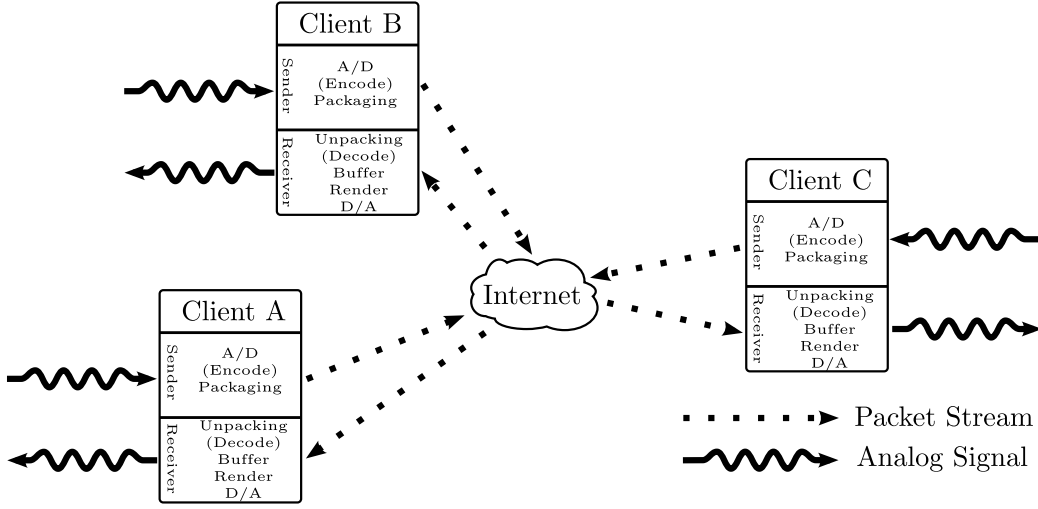 Client B
Sender
A/D
(Encode)
Packaging
Receiver
Unpacking
(Decode)
Buffer
Render
D/A
Client C
Sender
A/D
(Encode)
Packaging
Receiver
Unpacking
(Decode)
Buffer
Render
D/A
Internet
Client A
Sender
A/D
(Encode)
Packaging
Receiver
Unpacking
(Decode)
Buffer
Render
D/A
Packet Stream
Analog Signal